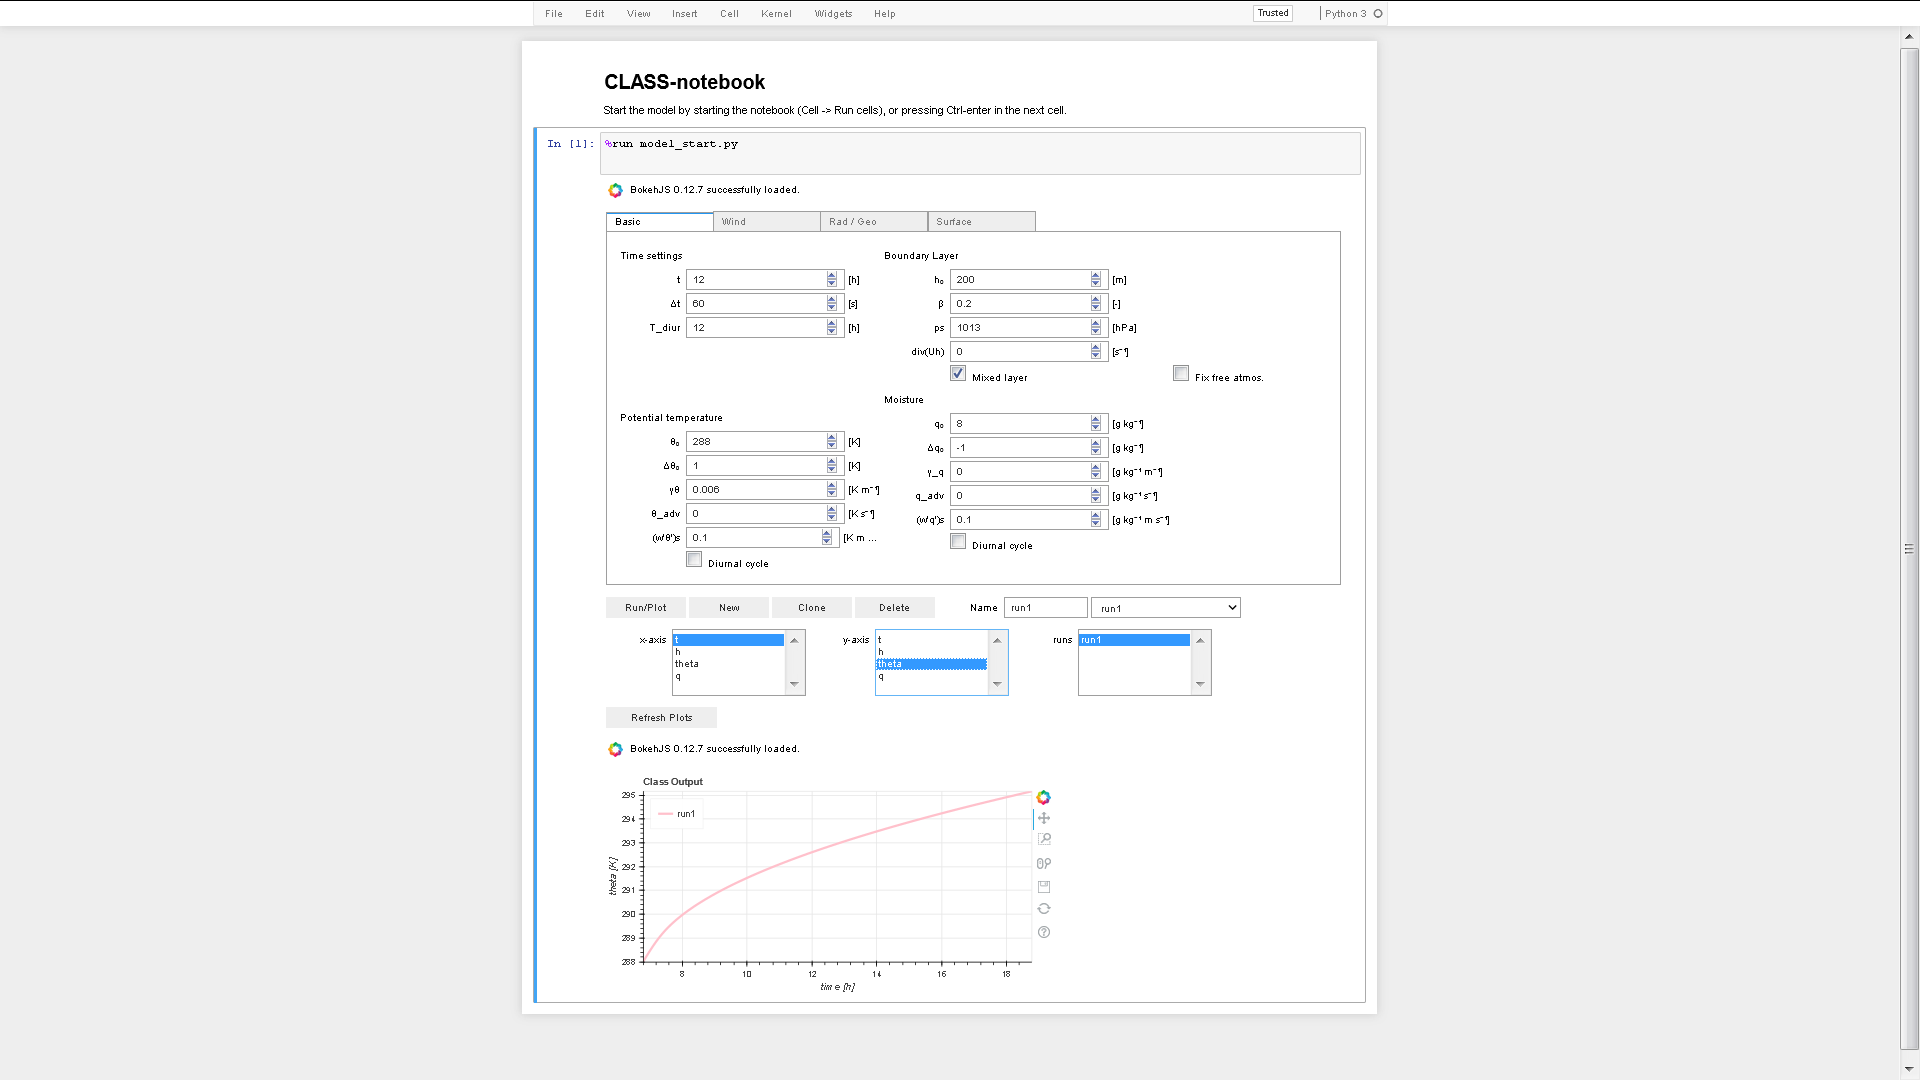 File Edit View Insert Cell Kernel Widgets Help Trusted Python 3
CLASS-notebook
Start the model by starting the notebook (Cell -> Run cells), or pressing Ctrl-enter in the next cell.
In [1]: %run model_start.py
BokehJS 0.12.7 successfully loaded.
Basic Wind Rad / Geo Surface
Time settings
t 12 [h]
Δt 60 [s]
T_diur 12 [h]
Boundary Layer
h₀ 200 [m]
β 0.2 [-]
ps 1013 [hPa]
div(Uh) 0 [s⁻¹]
Mixed layer Fix free atmos.
Potential temperature
θ₀ 288 [K]
Δθ₀ 1 [K]
γθ 0.006 [K m⁻¹]
θ_adv 0 [K s⁻¹]
(w'θ')s 0.1 [K m ...
Diurnal cycle
Moisture
q₀ 8 [g kg⁻¹]
Δq₀ -1 [g kg⁻¹]
γ_q 0 [g kg⁻¹ m⁻¹]
q_adv 0 [g kg⁻¹ s⁻¹]
(w'q')s 0.1 [g kg⁻¹ m s⁻¹]
Diurnal cycle
Run/Plot New Clone Delete Name run1 run1
x-axis t
h
theta
q
y-axis t
h
theta
q
runs run1
Refresh Plots
BokehJS 0.12.7 successfully loaded.
Class Output
run1
295
294
293
292
291
290
289
288
theta [K]
8 10 12 14 16 18
time [h]